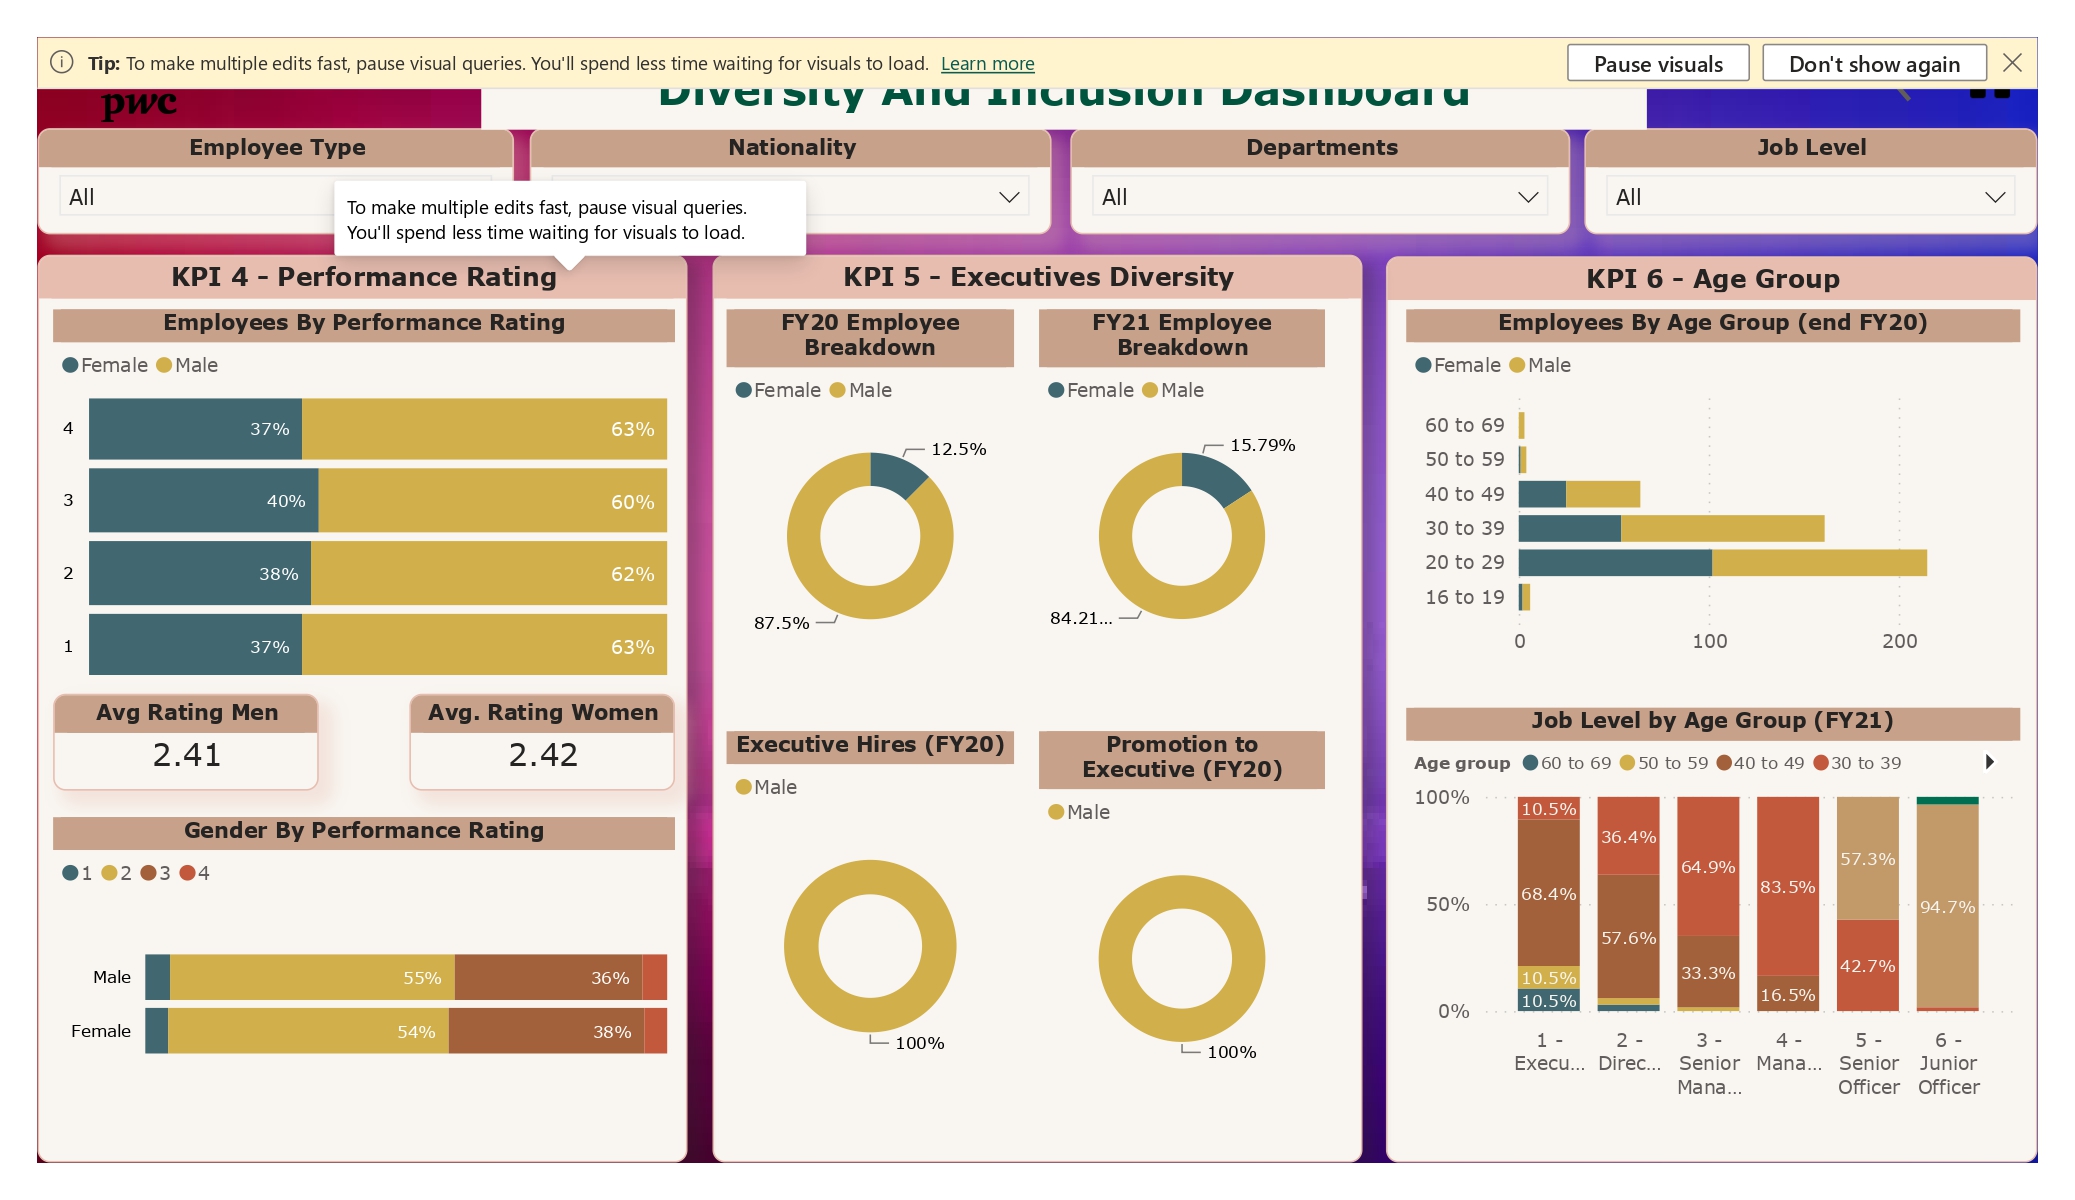 Tip: To make multiple edits fast, pause visual queries. You'll spend less time waiting for visuals to load. Learn more
Pause visuals
Don't show again
pwc
Diversity And Inclusion Dashboard
Employee Type
All
Nationality
Departments
All
Job Level
All
To make multiple edits fast, pause visual queries.
You'll spend less time waiting for visuals to load.
KPI 4 - Performance Rating
Employees By Performance Rating
Female Male
4 37% 63%
3 40% 60%
2 38% 62%
1 37% 63%
Avg Rating Men
2.41
Avg. Rating Women
2.42
Gender By Performance Rating
1 2 3 4
Male 55% 36%
Female 54% 38%
KPI 5 - Executives Diversity
FY20 Employee
Breakdown
Female Male
12.5%
87.5%
FY21 Employee
Breakdown
Female Male
15.79%
84.21...
Executive Hires (FY20)
Male
100%
Promotion to
Executive (FY20)
Male
100%
KPI 6 - Age Group
Employees By Age Group (end FY20)
Female Male
60 to 69
50 to 59
40 to 49
30 to 39
20 to 29
16 to 19
0 100 200
Job Level by Age Group (FY21)
Age group 60 to 69 50 to 59 40 to 49 30 to 39
100%
50%
0%
10.5%
68.4%
10.5%
10.5%
36.4%
57.6%
64.9%
33.3%
83.5%
16.5%
57.3%
42.7%
94.7%
1 -
Execu...
2 -
Direc...
3 -
Senior
Mana...
4 -
Mana...
5 -
Senior
Officer
6 -
Junior
Officer